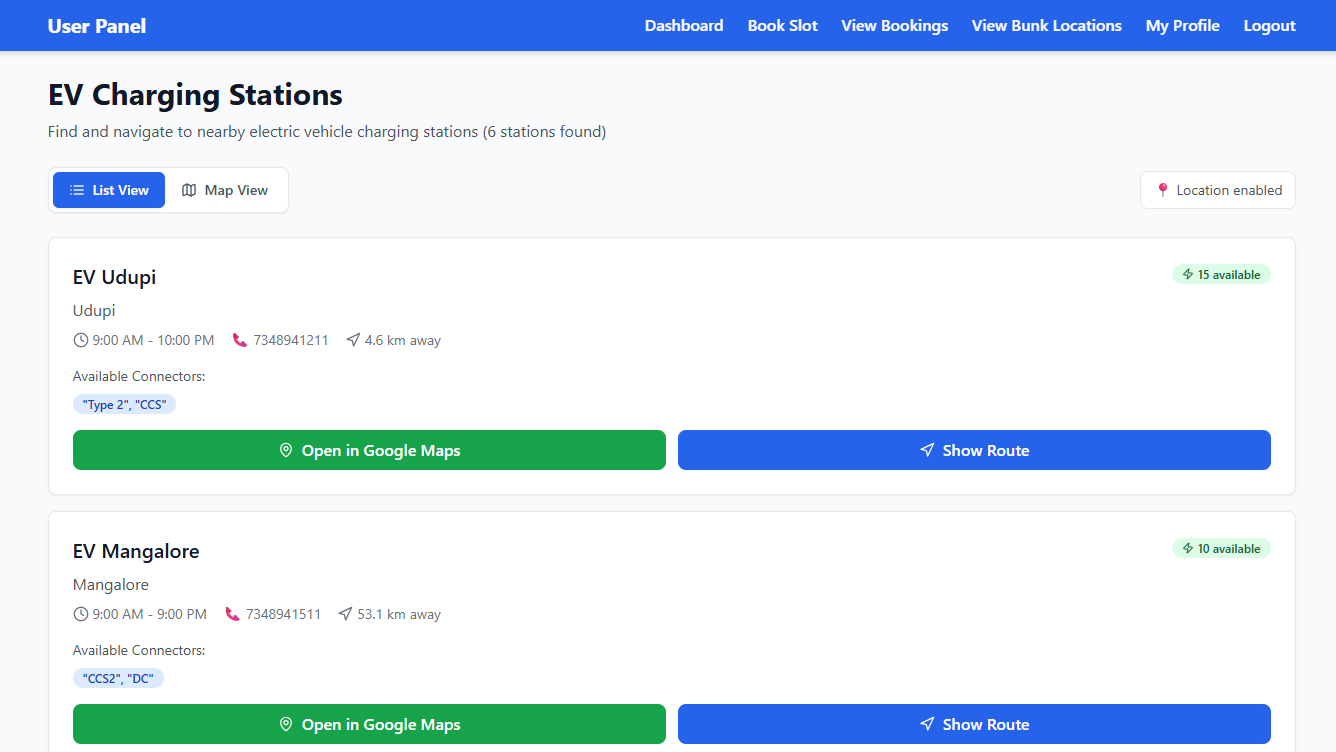 User Panel Dashboard Book Slot View Bookings View Bunk Locations My Profile Logout
EV Charging Stations
Find and navigate to nearby electric vehicle charging stations (6 stations found)
List View Map View Location enabled
EV Udupi 15 available
Udupi
9:00 AM - 10:00 PM 7348941211 4.6 km away
Available Connectors:
"Type 2", "CCS"
Open in Google Maps Show Route
EV Mangalore 10 available
Mangalore
9:00 AM - 9:00 PM 7348941511 53.1 km away
Available Connectors:
"CCS2", "DC"
Open in Google Maps Show Route